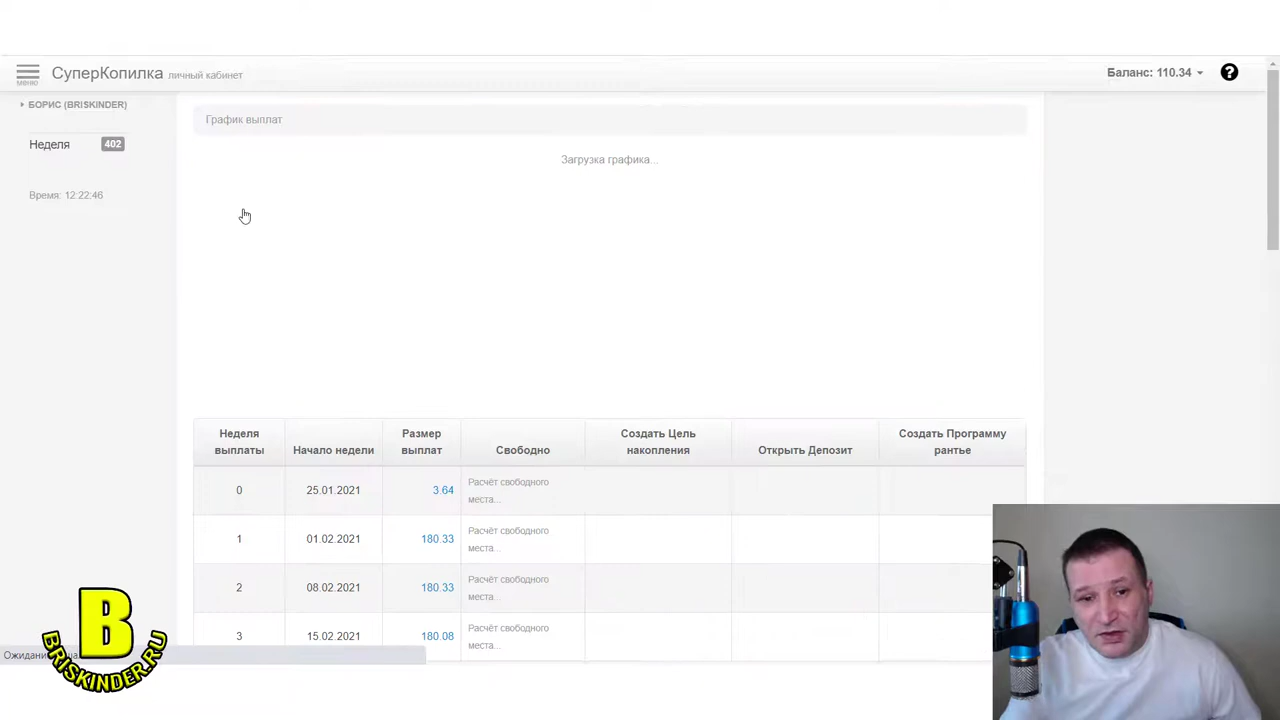 СуперКопилка личный кабинет
Баланс: 110.34
?
меню
БОРИС (BRISKINDER)
Неделя 402
Время: 12:22:46
График выплат
Загрузка графика...
Неделя выплаты
Начало недели
Размер выплат
Свободно
Создать Цель накопления
Открыть Депозит
Создать Программу рантье
0 25.01.2021 3.64 Расчёт свободного места...
1 01.02.2021 180.33 Расчёт свободного места...
2 08.02.2021 180.33 Расчёт свободного места...
3 15.02.2021 180.08 Расчёт свободного места...
B
BRISKINDER.RU